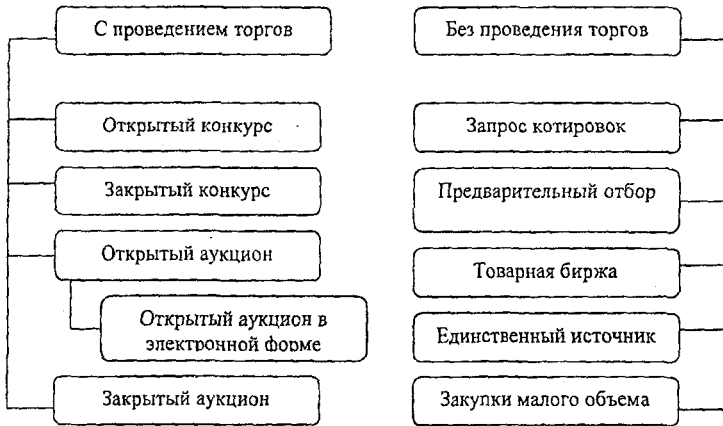 С проведением торгов
Открытый конкурс
Закрытый конкурс
Открытый аукцион
Открытый аукцион в
электронной форме
Закрытый аукцион
Без проведения торгов
Запрос котировок
Предварительный отбор
Товарная биржа
Единственный источник
Закупки малого объема